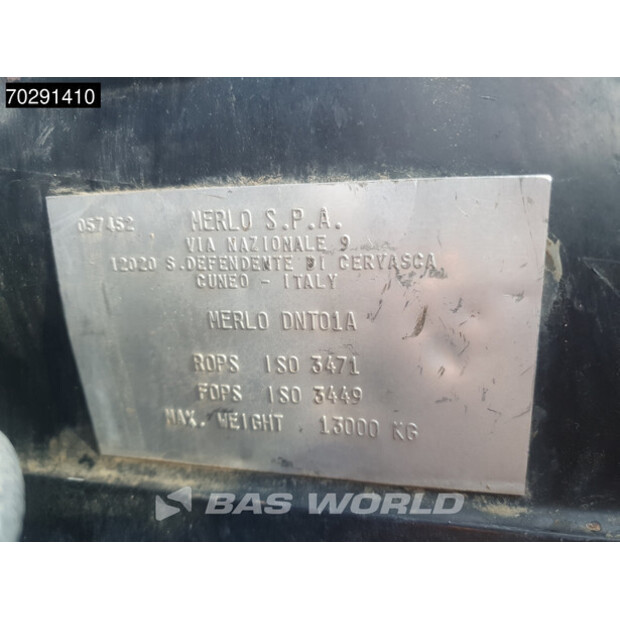 70291410
057452
MERLO S.P.A.
VIA NAZIONALE 9
12020 S.DEFENDENTE DI CERVASCA
CUNEO - ITALY
MERLO DNT01A
ROPS ISO 3471
FOPS ISO 3449
MAX. WEIGHT 13000 KG
BAS WORLD